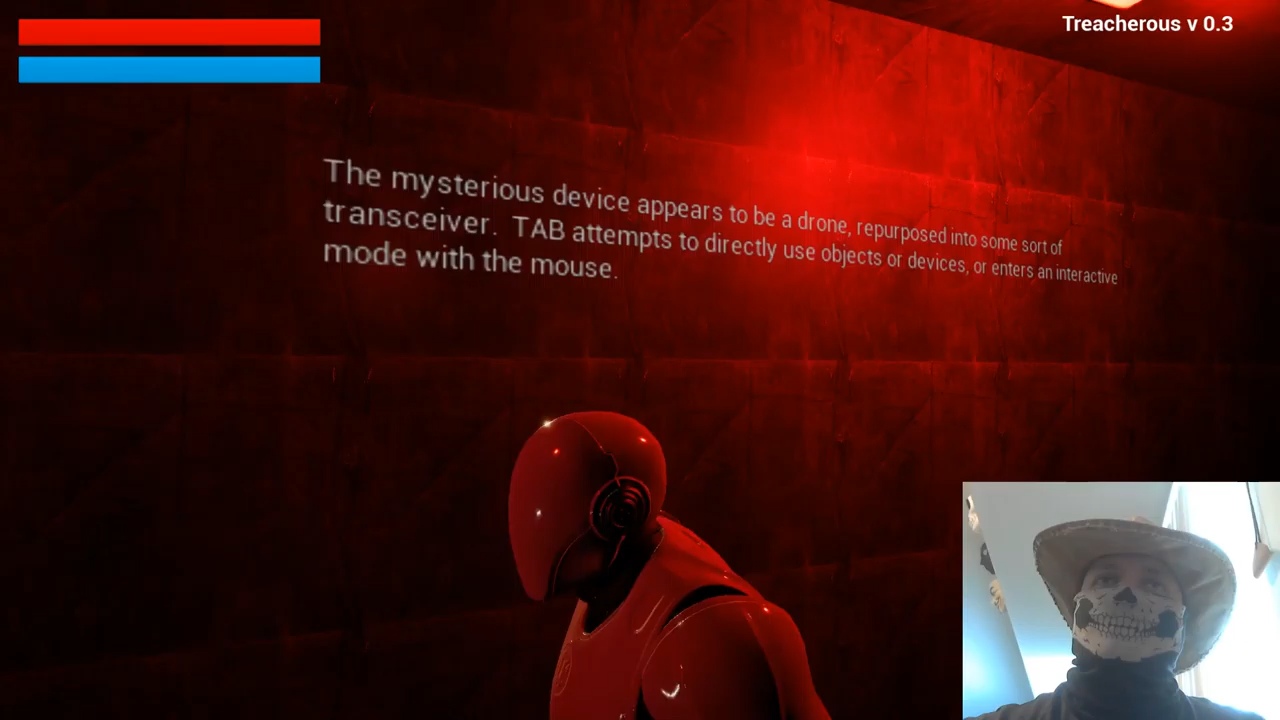 Treacherous v 0.3
The mysterious device appears to be a drone, repurposed into some sort of
transceiver.  TAB attempts to directly use objects or devices, or enters an interactive
mode with the mouse.